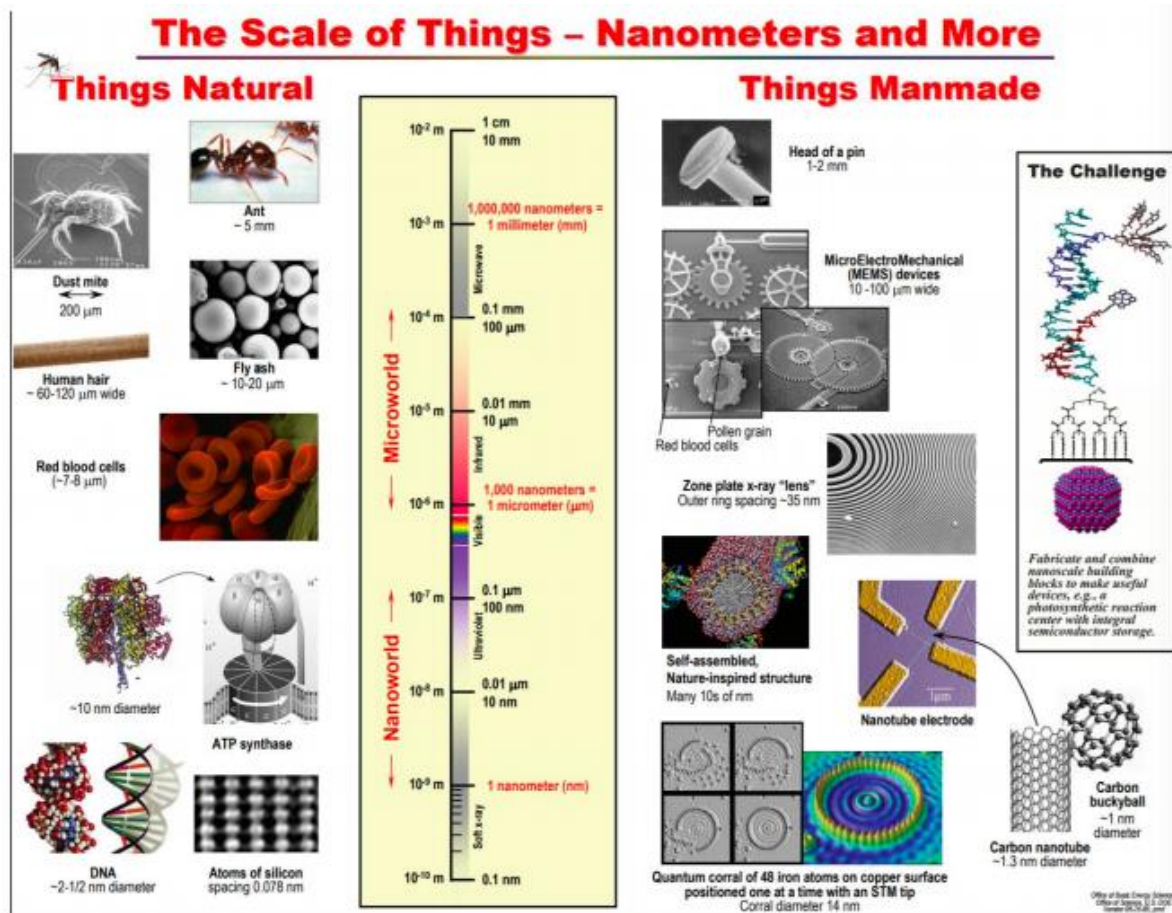 The Scale of Things – Nanometers and More
Things Natural
Ant
~ 5 mm
Dust mite
200 μm
Fly ash
~ 10-20 μm
Human hair
~ 60-120 μm wide
Red blood cells
(~7-8 μm)
~10 nm diameter
ATP synthase
DNA
~2-1/2 nm diameter
Atoms of silicon
spacing 0.078 nm
10⁻² m
1 cm
10 mm
10⁻³ m
1,000,000 nanometers =
1 millimeter (mm)
Microwave
10⁻⁴ m
0.1 mm
100 μm
Microworld
10⁻⁵ m
0.01 mm
10 μm
Infrared
10⁻⁶ m
1,000 nanometers =
1 micrometer (μm)
Visible
10⁻⁷ m
0.1 μm
100 nm
Ultraviolet
Nanoworld
10⁻⁸ m
0.01 μm
10 nm
10⁻⁹ m
1 nanometer (nm)
Soft x-ray
10⁻¹⁰ m
0.1 nm
Things Manmade
Head of a pin
1-2 mm
MicroElectroMechanical
(MEMS) devices
10 -100 μm wide
Pollen grain
Red blood cells
Zone plate x-ray “lens”
Outer ring spacing ~35 nm
Self-assembled,
Nature-inspired structure
Many 10s of nm
1μm
Nanotube electrode
Carbon
buckyball
~1 nm
diameter
Carbon nanotube
~1.3 nm diameter
Quantum corral of 48 iron atoms on copper surface
positioned one at a time with an STM tip
Corral diameter 14 nm
The Challenge
Fabricate and combine
nanoscale building
blocks to make useful
devices, e.g., a
photosynthetic reaction
center with integral
semiconductor storage.